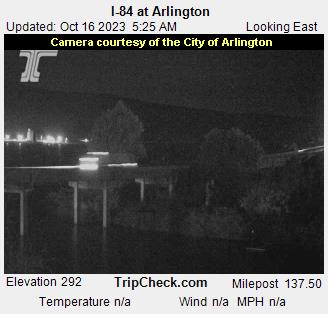 I-84 at Arlington
Updated: Oct 16 2023 5:25 AM Looking East
Camera courtesy of the City of Arlington
Elevation 292 TripCheck.com Milepost 137.50
Temperature n/a Wind n/a MPH n/a